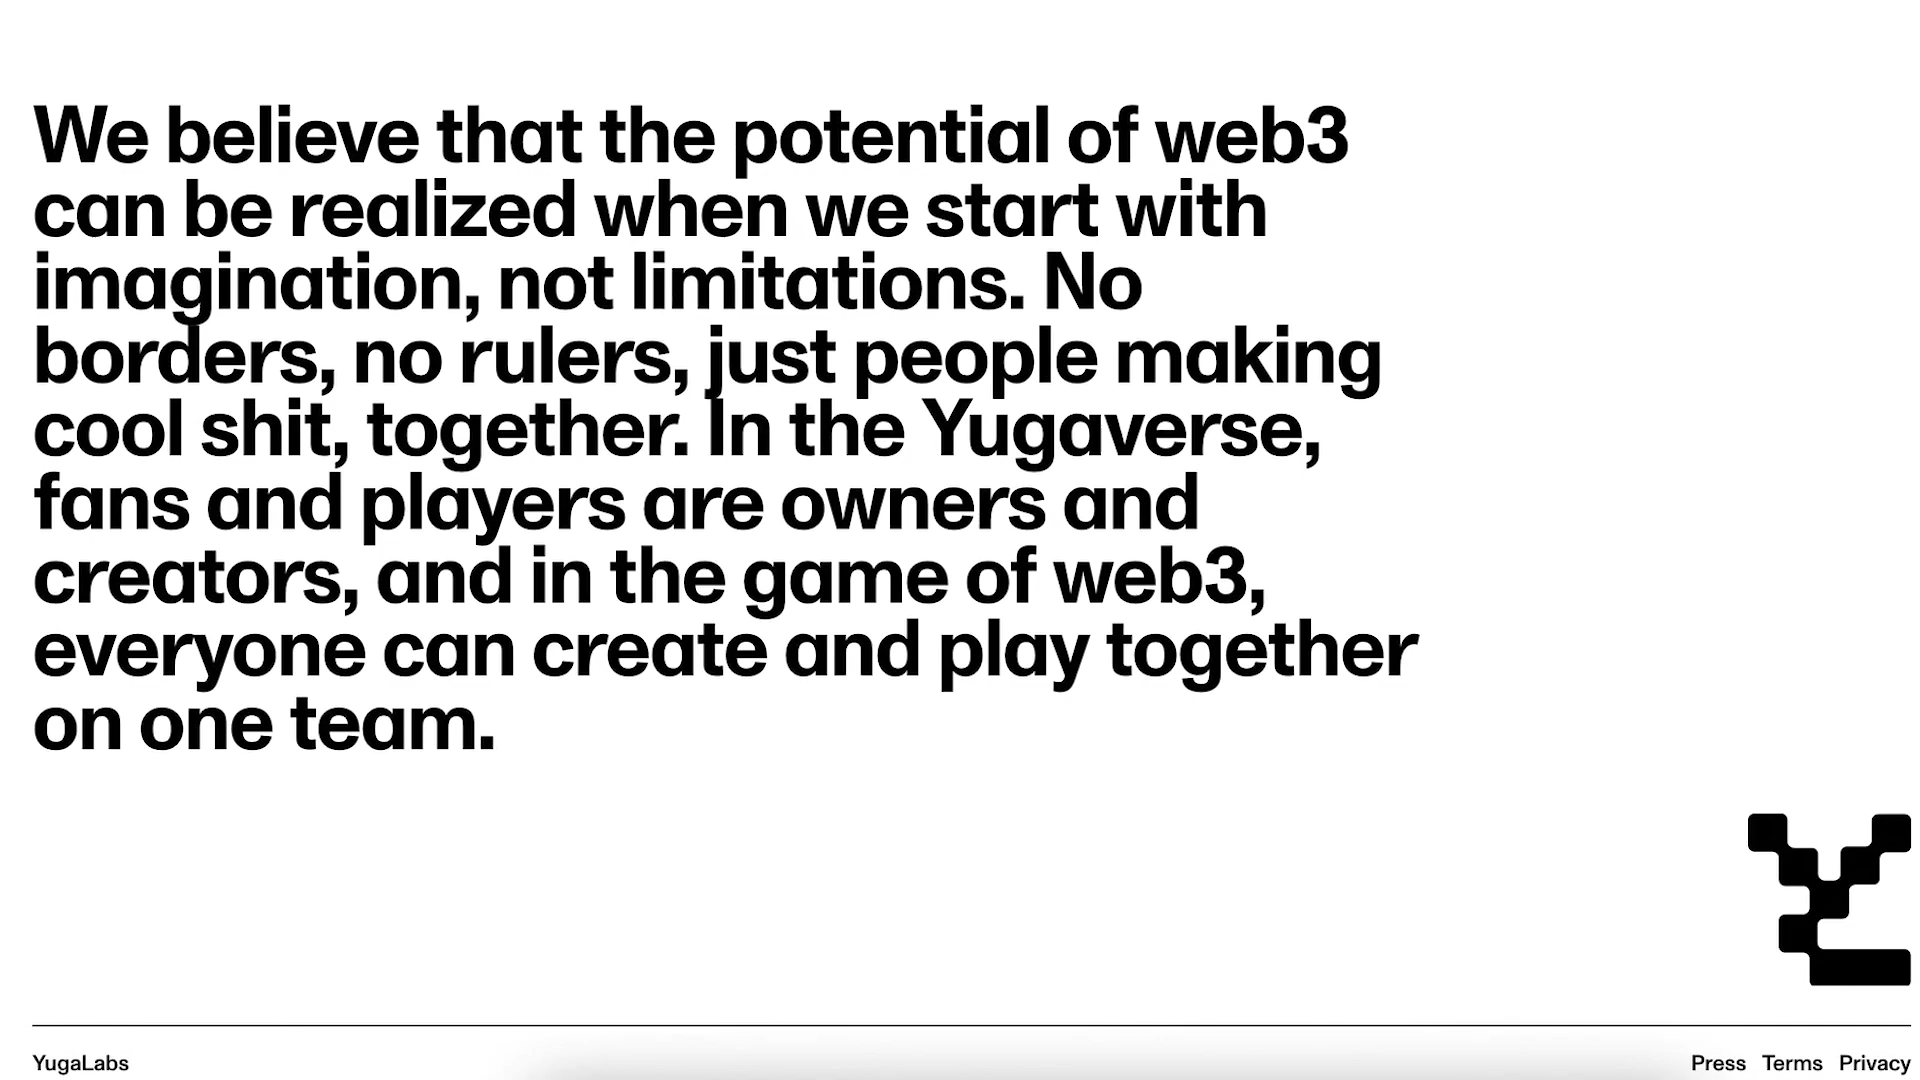 We believe that the potential of web3
can be realized when we start with
imagination, not limitations. No
borders, no rulers, just people making
cool shit, together. In the Yugaverse,
fans and players are owners and
creators, and in the game of web3,
everyone can create and play together
on one team.
YugaLabs
Press Terms Privacy